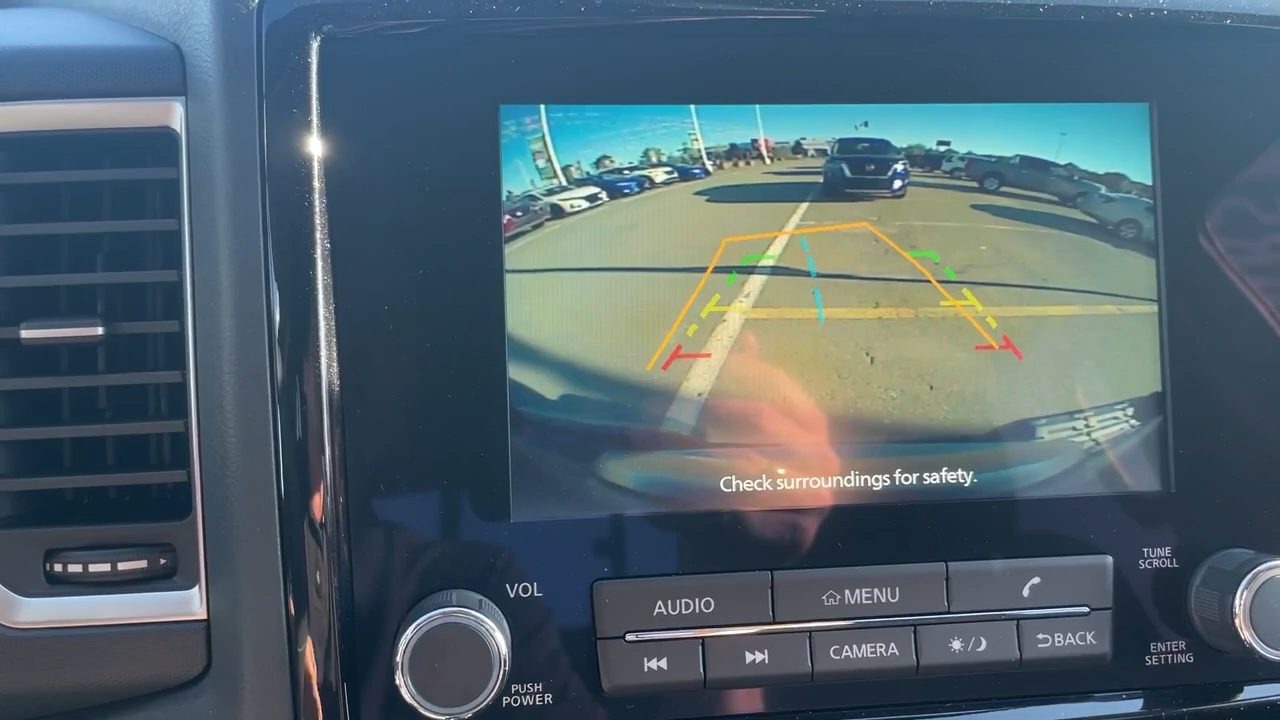 Check surroundings for safety.
VOL
PUSH
POWER
AUDIO
MENU
CAMERA
BACK
TUNE
SCROLL
ENTER
SETTING